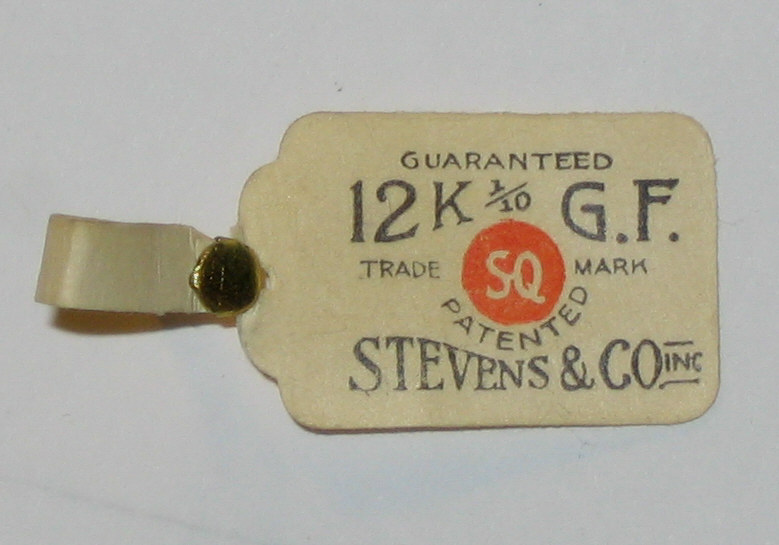 GUARANTEED
12K 1/10 G.F.
TRADE SQ MARK
PATENTED
STEVENS & CO INC